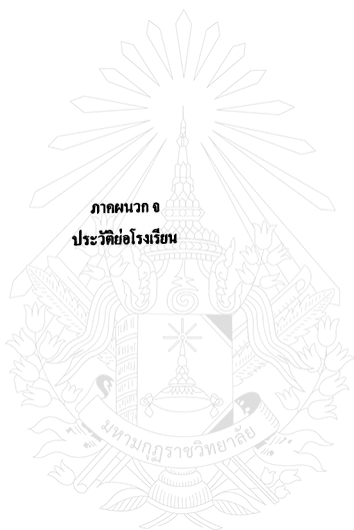 ภาคผนวก จ
ประวัติย่อโรงเรียน
มหามกุฏราชวิทยาลัย